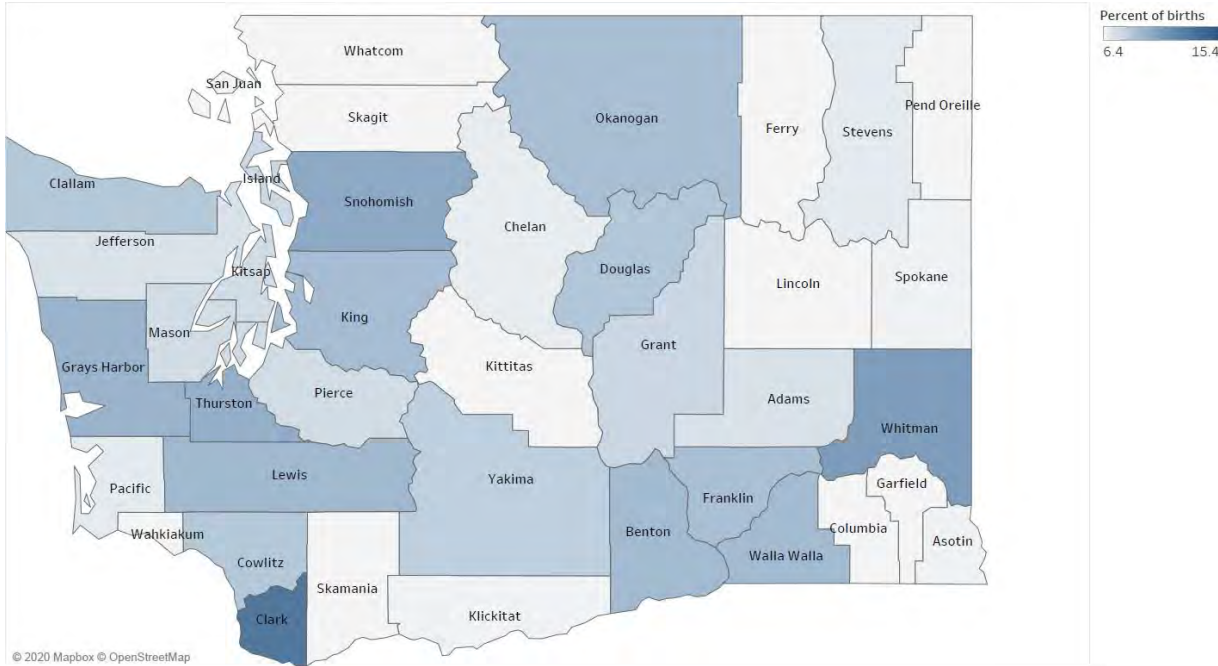 Percent of births
6.4 15.4
Whatcom
San Juan
Skagit
Okanogan
Ferry
Stevens
Pend Oreille
Clallam
Island
Snohomish
Chelan
Jefferson
Kitsap
Douglas
Lincoln
Spokane
King
Mason
Grant
Grays Harbor
Kittitas
Pierce
Thurston
Adams
Whitman
Lewis
Yakima
Pacific
Franklin
Garfield
Wahkiakum
Benton
Columbia
Asotin
Cowlitz
Walla Walla
Skamania
Clark
Klickitat
© 2020 Mapbox © OpenStreetMap